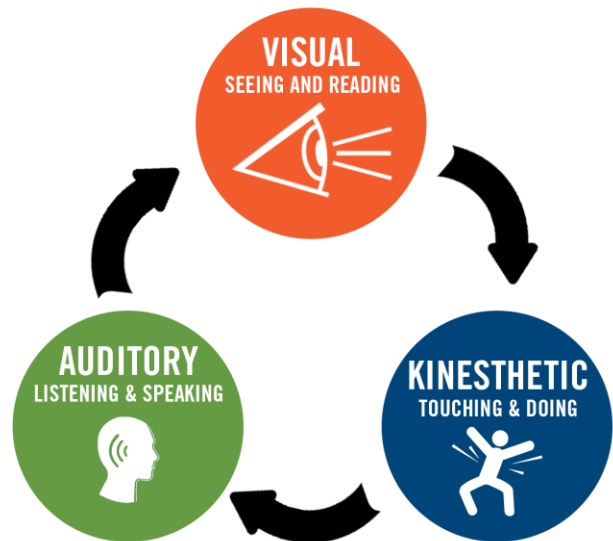 VISUAL
SEEING AND READING
KINESTHETIC
TOUCHING & DOING
AUDITORY
LISTENING & SPEAKING